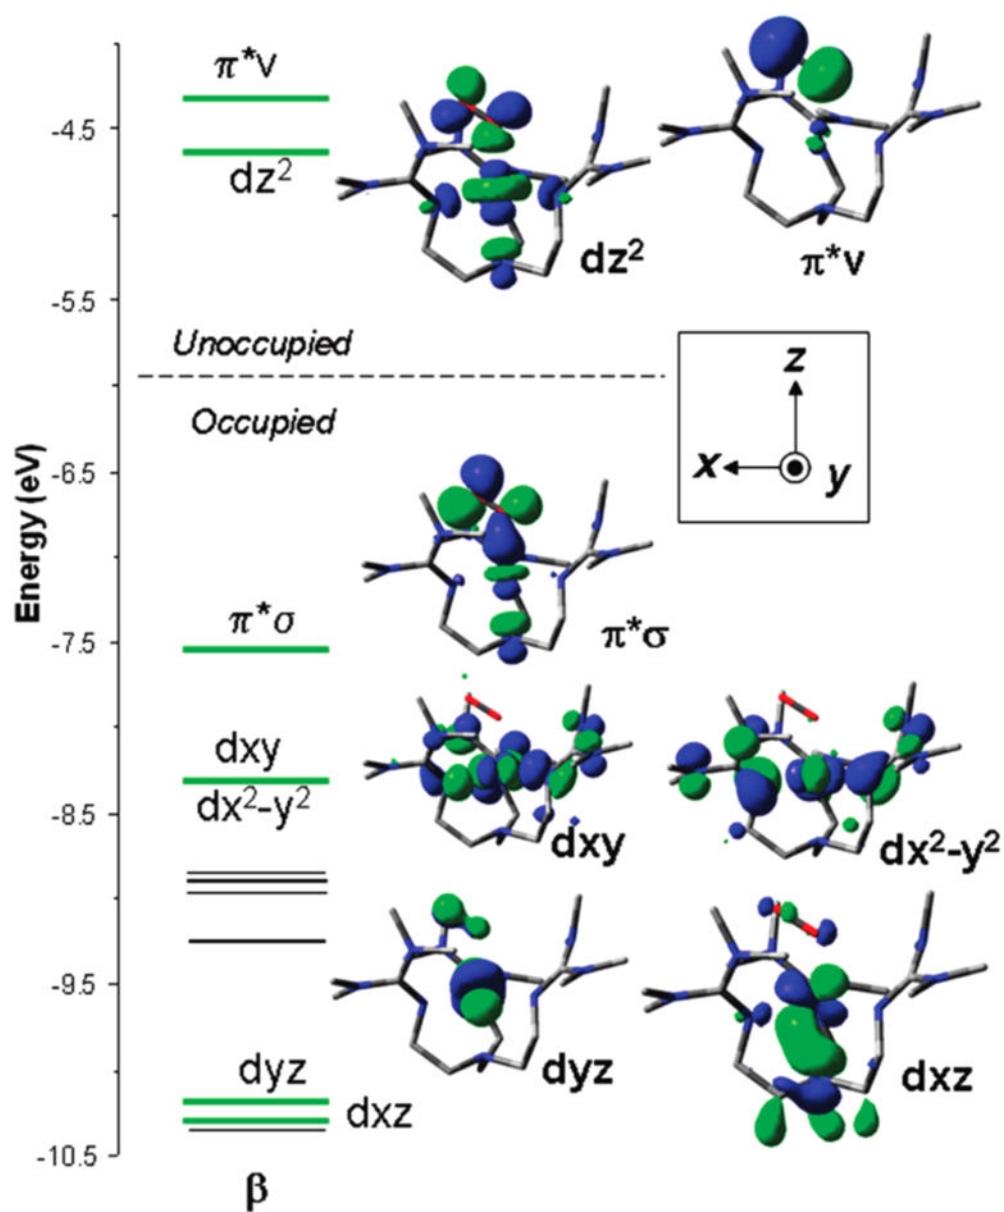 π*v
-4.5
dz²
dz²
π*v
-5.5
Unoccupied
z
Occupied
x
y
Energy (eV)
-6.5
π*σ
π*σ
-7.5
dxy
dx²-y²
-8.5
dxy
dx²-y²
-9.5
dyz
dyz
dxz
dxz
-10.5
β